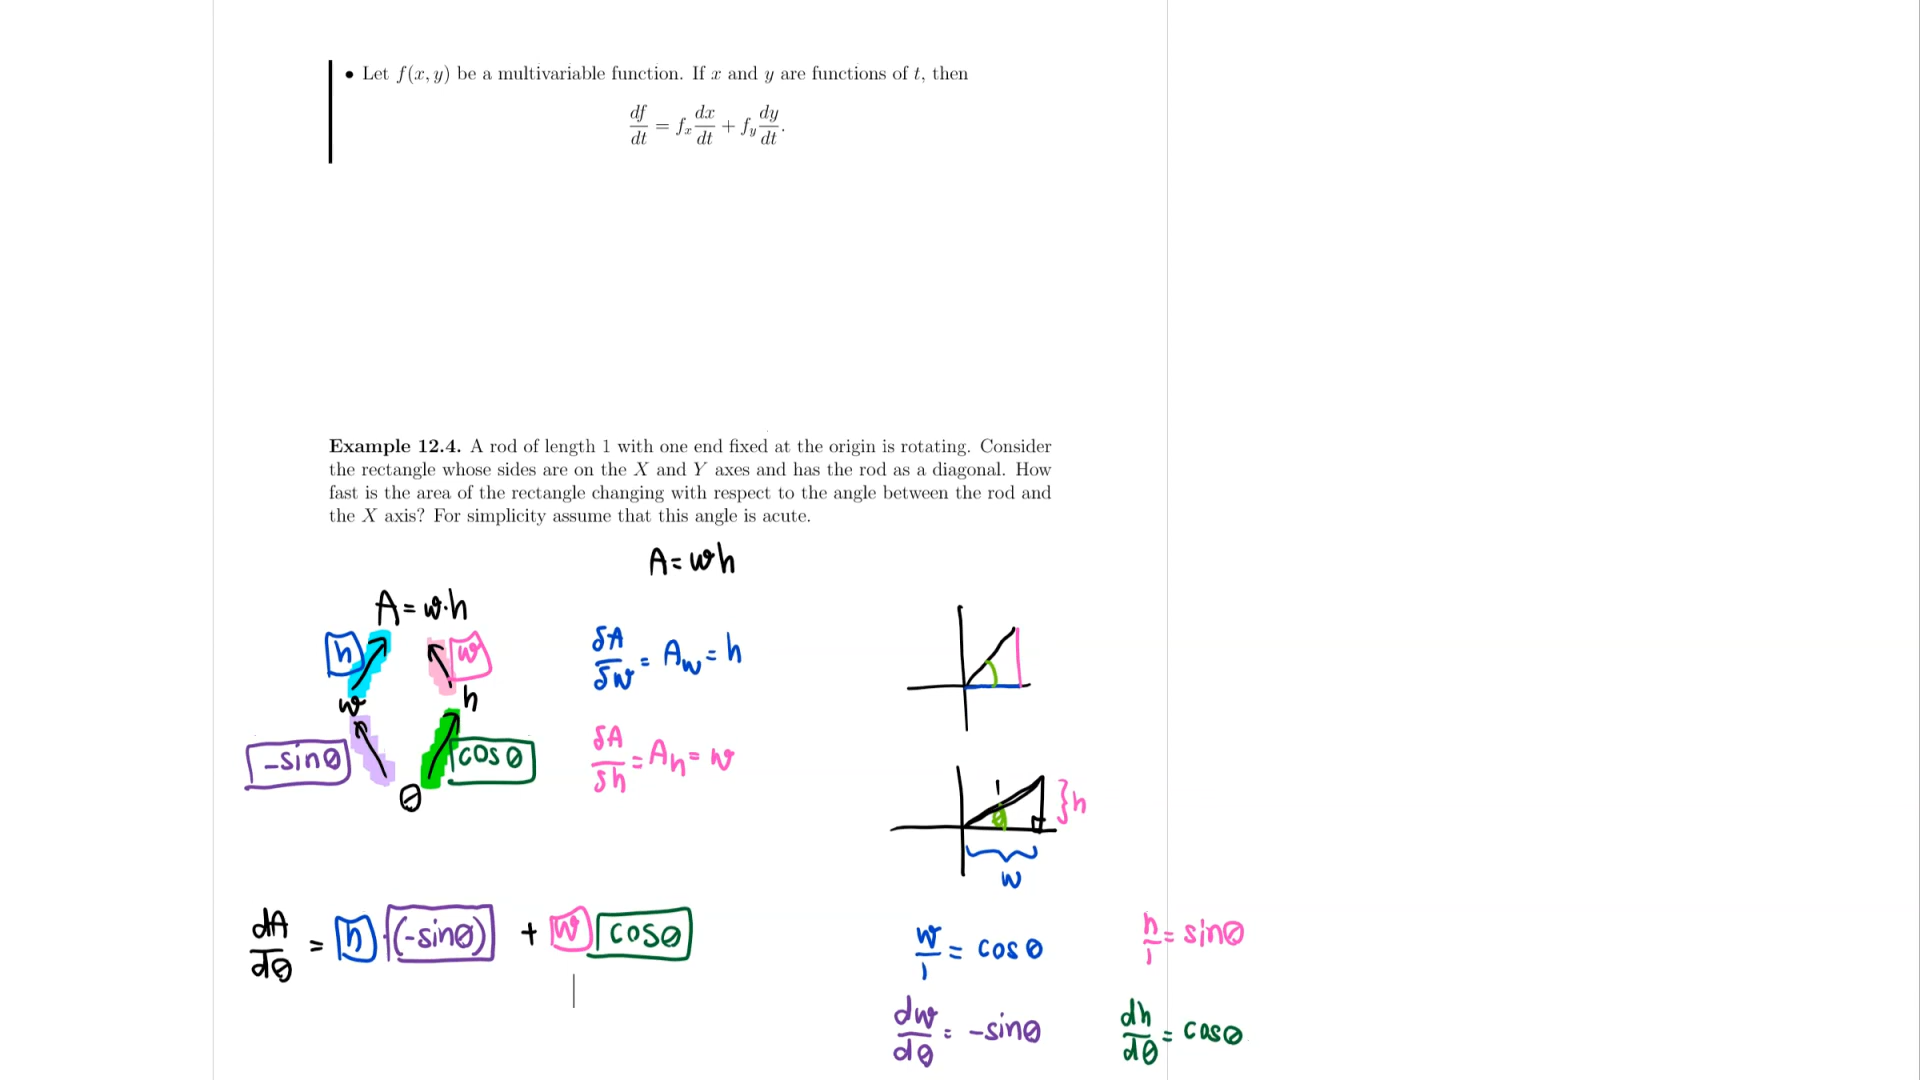 • Let f(x, y) be a multivariable function. If x and y are functions of t, then
df/dt = f_x dx/dt + f_y dy/dt.
Example 12.4. A rod of length 1 with one end fixed at the origin is rotating. Consider
the rectangle whose sides are on the X and Y axes and has the rod as a diagonal. How
fast is the area of the rectangle changing with respect to the angle between the rod and
the X axis? For simplicity assume that this angle is acute.
A = wh
A = w·h
h
w
w
h
-sinθ
cosθ
θ
δA/δw = A_w = h
δA/δh = A_h = w
1
θ
h
w
dA/dθ = h·(-sinθ) + w cosθ
w/1 = cosθ
h/1 = sinθ
dw/dθ = -sinθ
dh/dθ = cosθ